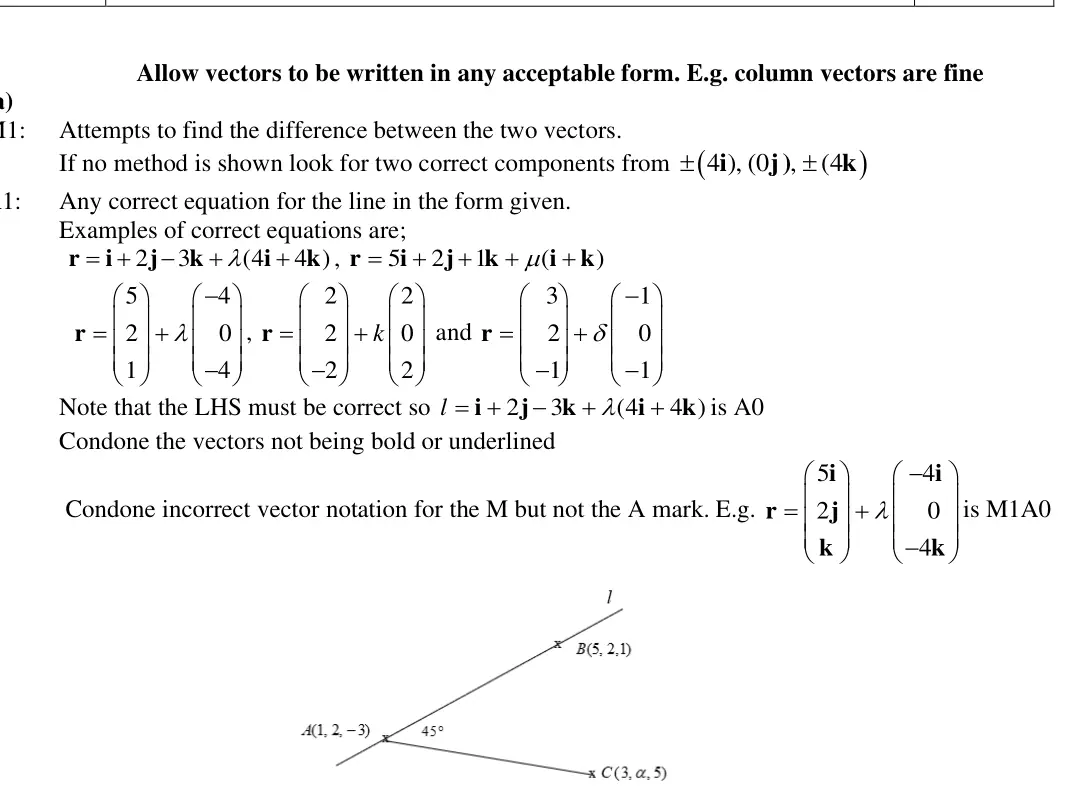 Allow vectors to be written in any acceptable form. E.g. column vectors are fine
a)
M1: Attempts to find the difference between the two vectors.
If no method is shown look for two correct components from ±(4i), (0j), ±(4k)
A1: Any correct equation for the line in the form given.
Examples of correct equations are;
r = i + 2j − 3k + λ(4i + 4k), r = 5i + 2j + 1k + μ(i + k)
r = (5 2 1) + λ(−4 0 −4), r = (2 2 −2) + k(2 0 2) and r = (3 2 −1) + δ(−1 0 −1)
Note that the LHS must be correct so l = i + 2j − 3k + λ(4i + 4k) is A0
Condone the vectors not being bold or underlined
Condone incorrect vector notation for the M but not the A mark. E.g. r = (5i 2j k) + λ(−4i 0 −4k) is M1A0
l
B(5, 2,1)
A(1, 2, −3)
45°
C(3, α, 5)